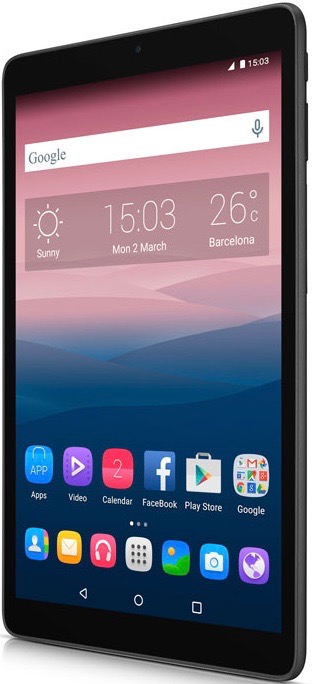 15:03
Google
15:03
26°c
Sunny
Mon 2 March
Barcelona
APP
2
f
Apps
Video
Calendar
FaceBook
Play Store
Google